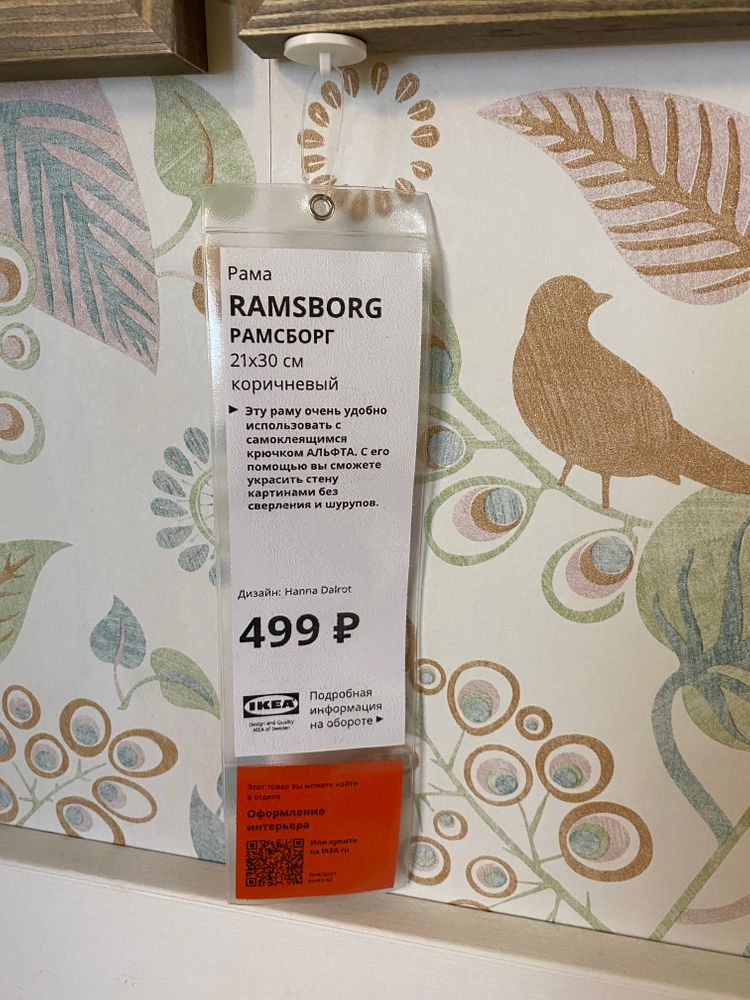 Рама
RAMSBORG
РАМСБОРГ
21x30 см
коричневый
▶ Эту раму очень удобно
использовать с
самоклеящимся
крючком АЛЬФТА. С его
помощью вы сможете
украсить стену
картинами без
сверления и шурупов.
Дизайн: Hanna Dalrot
499 ₽
IKEA
Design and Quality
IKEA of Sweden
Подробная
информация
на обороте ▶
Этот товар вы можете найти
в отделе
Оформление
интерьера
Или купите
на IKEA.ru
РАМСБОРГ